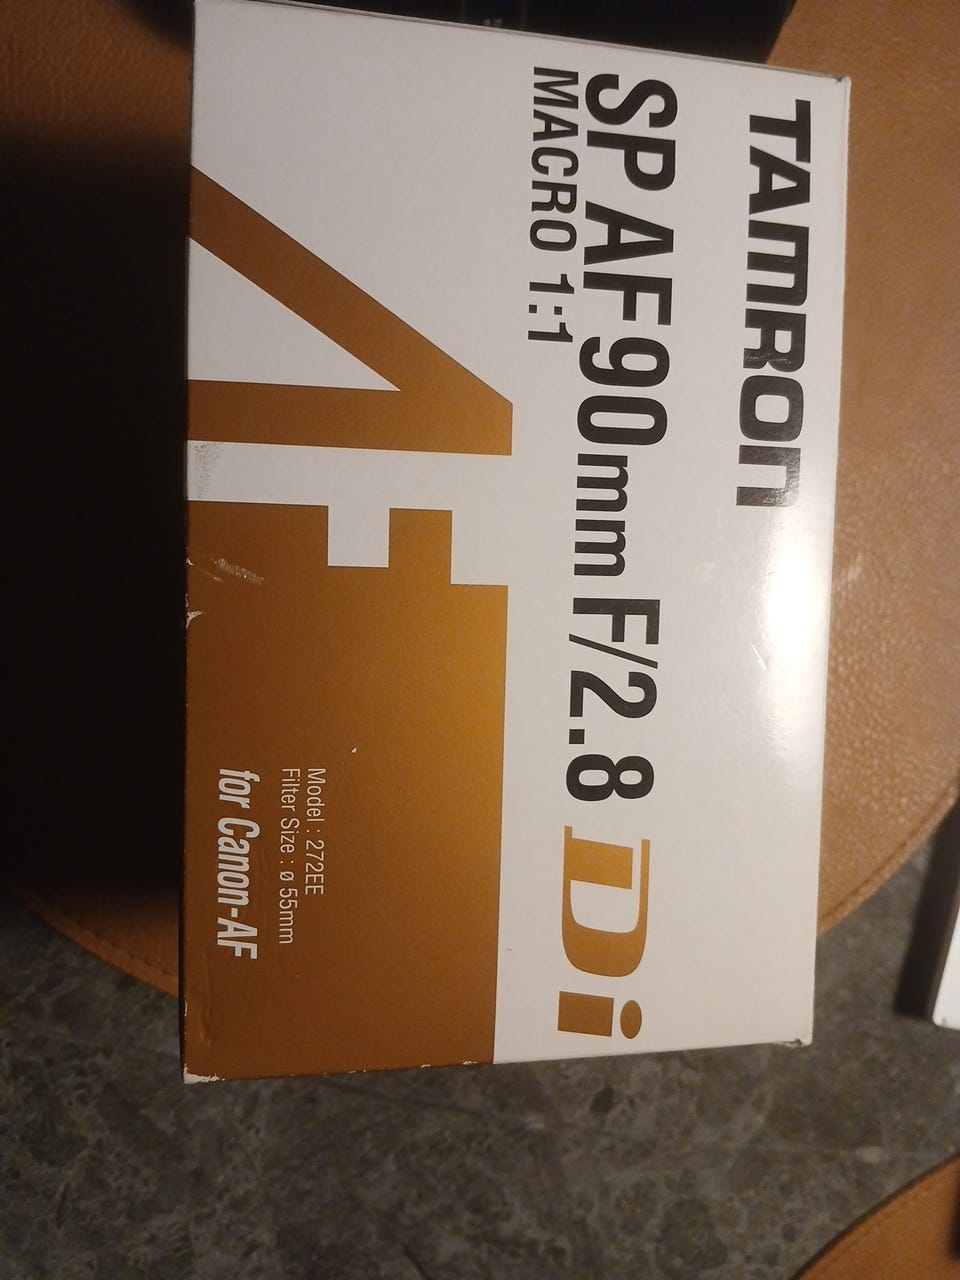 TAMRON
SP AF90mm F/2.8 Di
MACRO 1:1
AF
Model : 272EE
Filter Size : ø 55mm
for Canon-AF